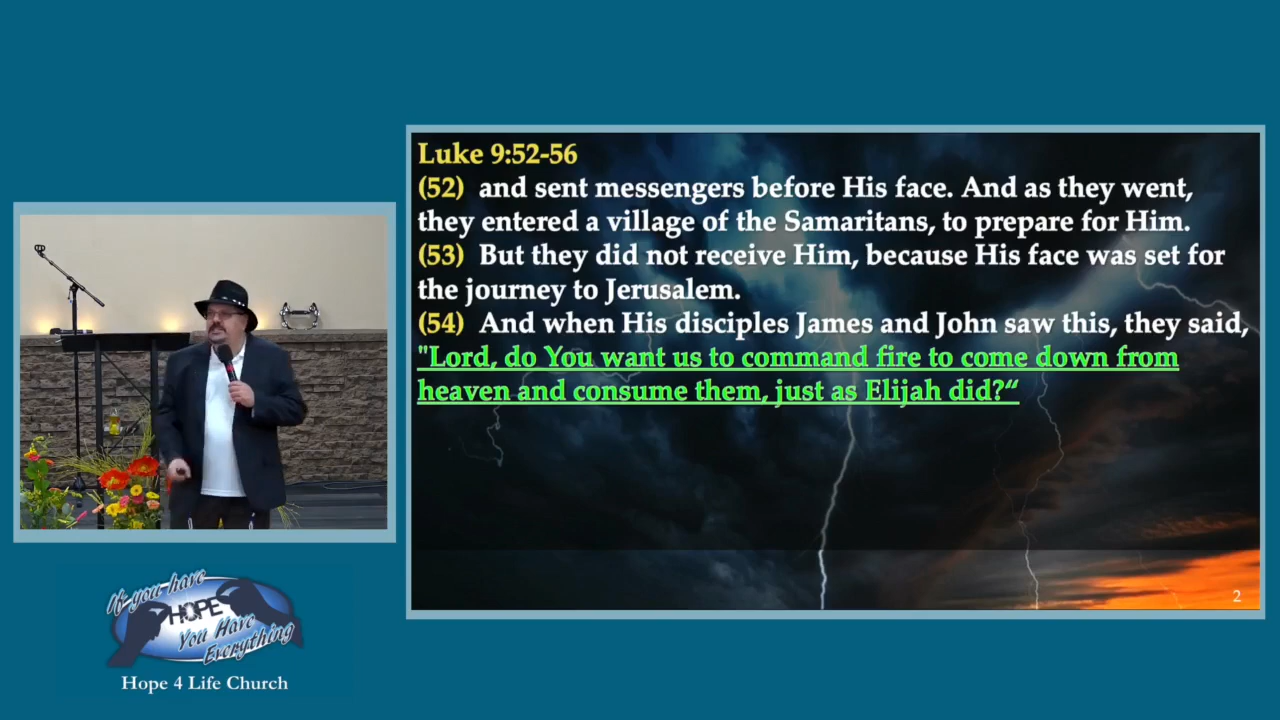 Luke 9:52-56
(52) and sent messengers before His face. And as they went,
they entered a village of the Samaritans, to prepare for Him.
(53) But they did not receive Him, because His face was set for
the journey to Jerusalem.
(54) And when His disciples James and John saw this, they said,
"Lord, do You want us to command fire to come down from
heaven and consume them, just as Elijah did?“
2
If you have
HOPE
You Have
Everything
Hope 4 Life Church